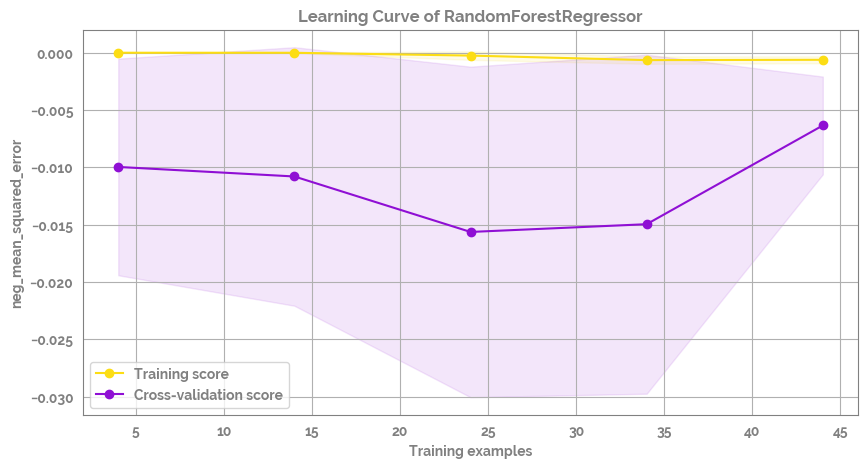 Learning Curve of RandomForestRegressor
neg_mean_squared_error
0.000
−0.005
−0.010
−0.015
−0.020
−0.025
−0.030
Training score
Cross-validation score
5 10 15 20 25 30 35 40 45
Training examples